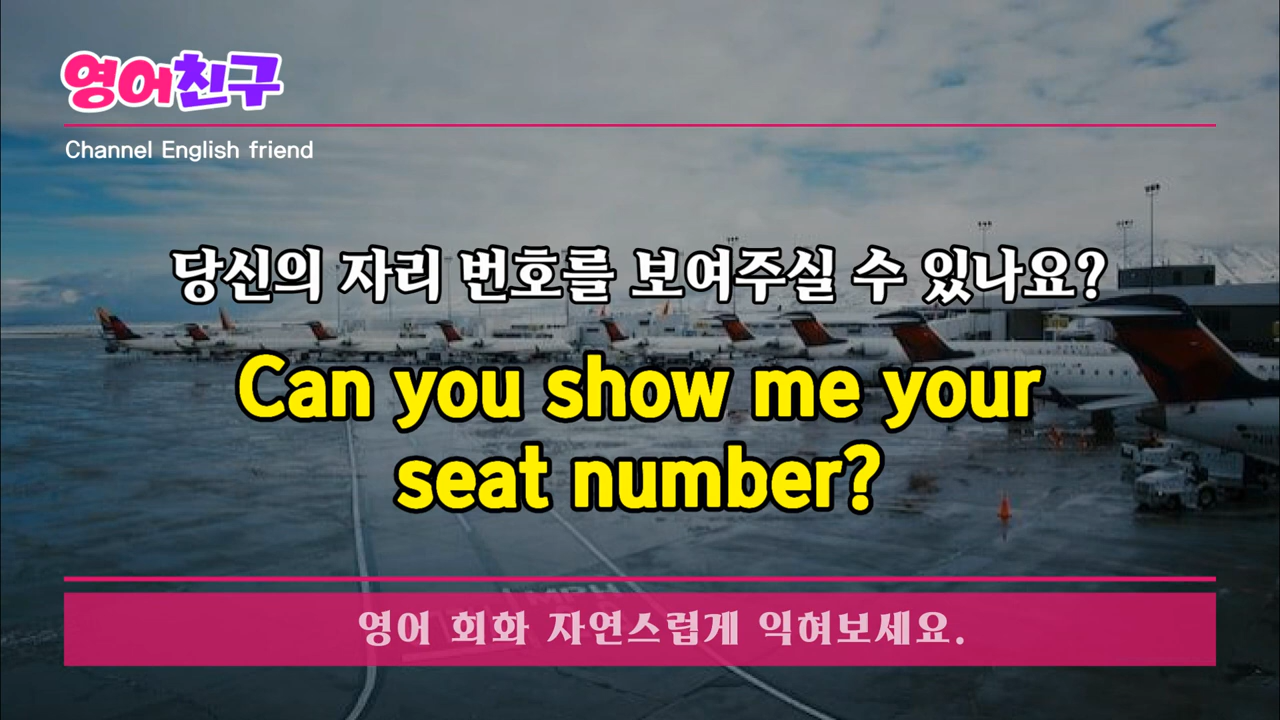 영어친구
Channel English friend
당신의 자리 번호를 보여주실 수 있나요?
Can you show me your
seat number?
영어 회화 자연스럽게 익혀보세요.